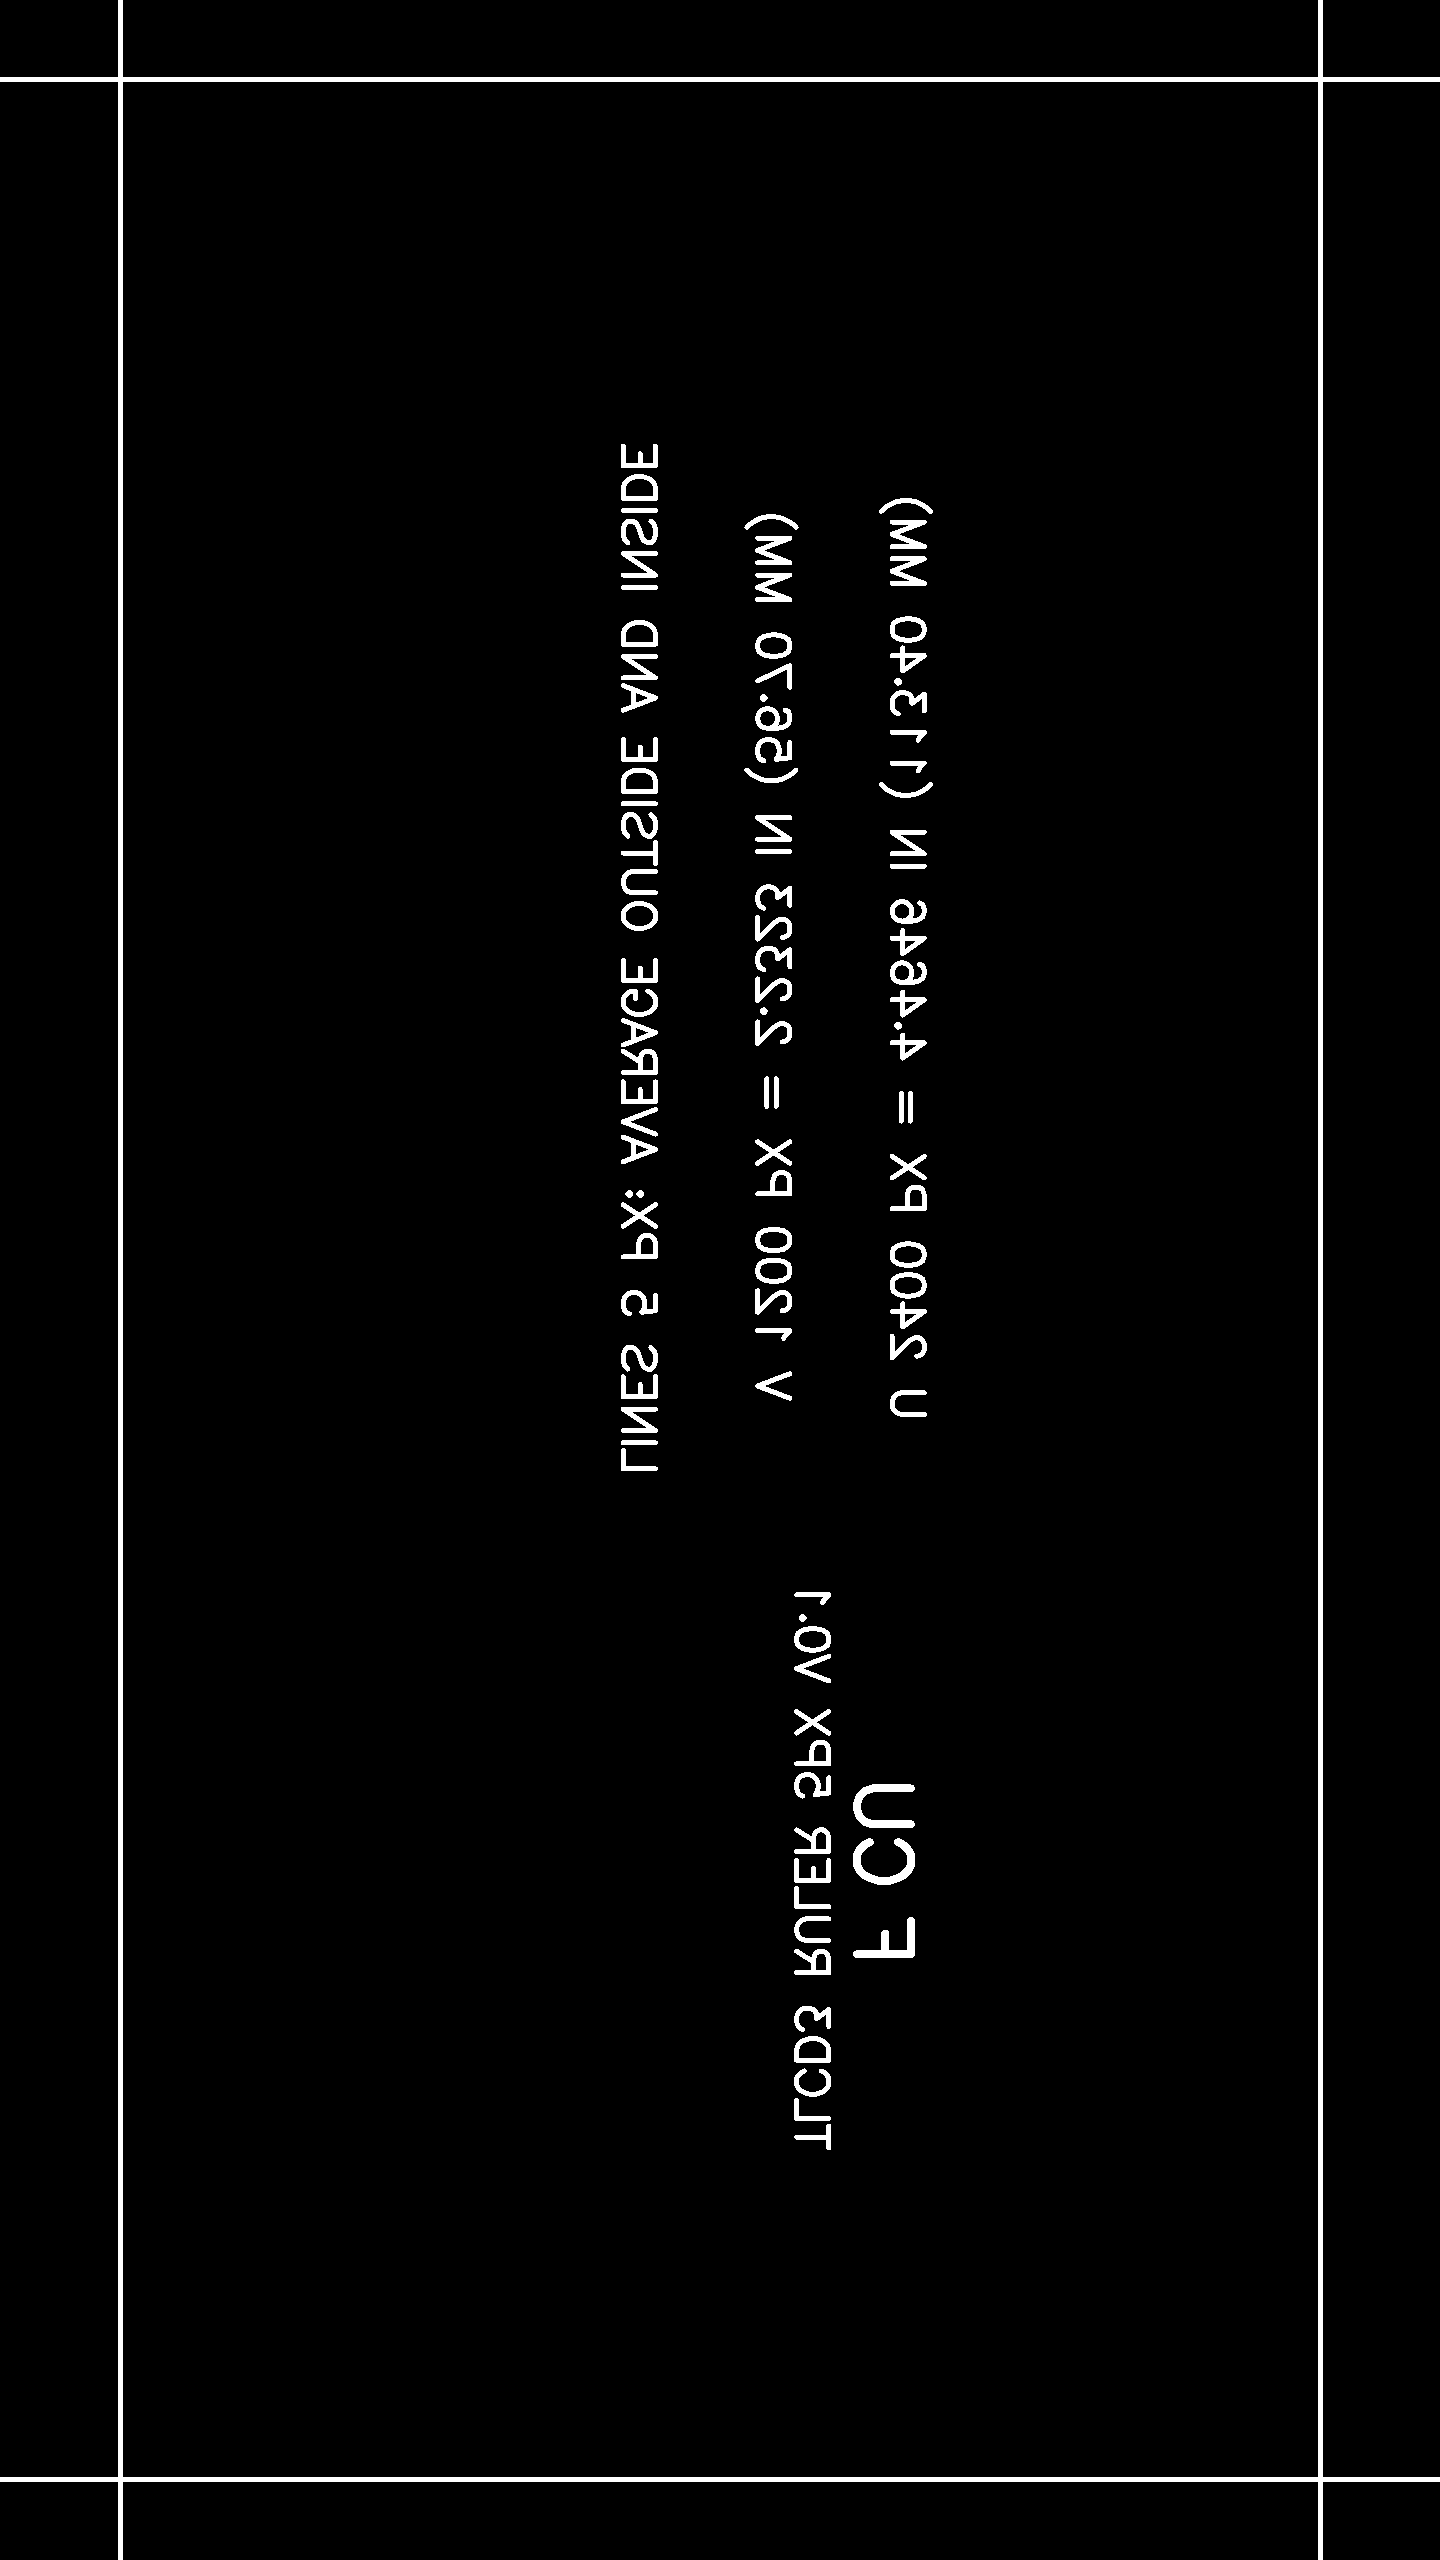 U 2400 PX = 4.4646 IN (113.40 MM)
V 1200 PX = 2.2323 IN (56.70 MM)
LINES 5 PX: AVERAGE OUTSIDE AND INSIDE
F CU
TLCD3 RULER 5PX V0.1